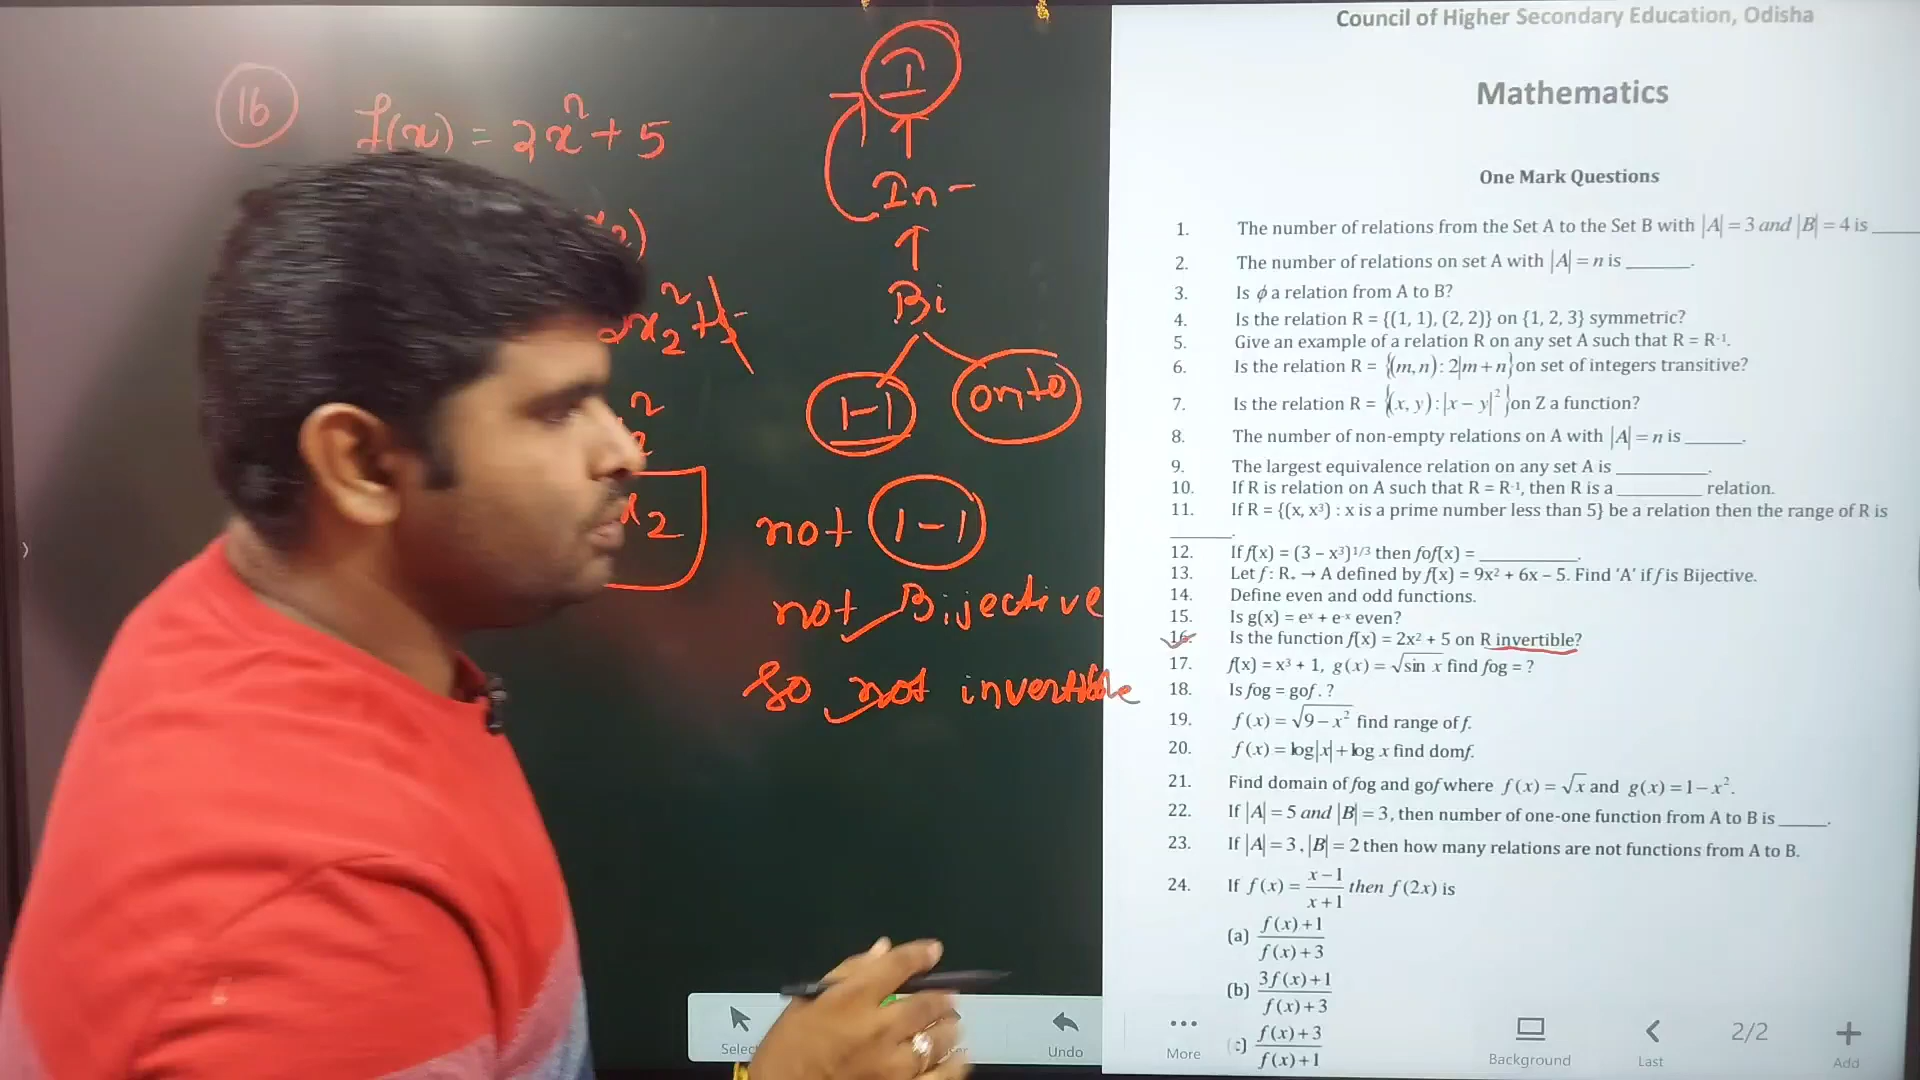 16
f(x) = 2x² + 5
In -
Bi
1-1
onto
not 1-1
not Bijective
so not invertible
Council of Higher Secondary Education, Odisha
Mathematics
One Mark Questions
1. The number of relations from the Set A to the Set B with |A| = 3 and |B| = 4 is ____
2. The number of relations on set A with |A| = n is ______.
3. Is ϕ a relation from A to B?
4. Is the relation R = {(1, 1), (2, 2)} on {1, 2, 3} symmetric?
5. Give an example of a relation R on any set A such that R = R⁻¹.
6. Is the relation R = {(m, n) : 2|m + n} on set of integers transitive?
7. Is the relation R = {(x, y) : |x − y|²} on Z a function?
8. The number of non-empty relations on A with |A| = n is _____.
9. The largest equivalence relation on any set A is ________.
10. If R is relation on A such that R = R⁻¹, then R is a ________ relation.
11. If R = {(x, x³) : x is a prime number less than 5} be a relation then the range of R is
______.
12. If f(x) = (3 – x³)^1/3 then fof(x) = _________.
13. Let f : R₊ → A defined by f(x) = 9x² + 6x – 5. Find 'A' if f is Bijective.
14. Define even and odd functions.
15. Is g(x) = eˣ + e⁻ˣ even?
16. Is the function f(x) = 2x² + 5 on R invertible?
17. f(x) = x³ + 1, g(x) = √sin x find fog = ?
18. Is fog = gof . ?
19. f(x) = √9 − x² find range of f.
20. f(x) = log|x| + log x find domf.
21. Find domain of fog and gof where f(x) = √x and g(x) = 1 − x².
22. If |A| = 5 and |B| = 3, then number of one-one function from A to B is _____.
23. If |A| = 3, |B| = 2 then how many relations are not functions from A to B.
24. If f(x) = x − 1 / x + 1 then f(2x) is
(a) f(x) + 1 / f(x) + 3
(b) 3f(x) + 1 / f(x) + 3
f(x) + 3 / f(x) + 1
Undo
More
Background
Last
2/2
Add